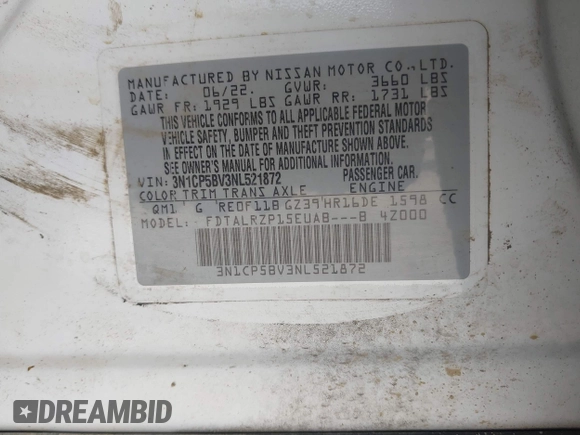 MANUFACTURED BY NISSAN MOTOR CO.,LTD.
DATE: 06/22. GVWR: 3660 LBS
GAWR FR: 1929 LBS GAWR RR: 1731 LBS
THIS VEHICLE CONFORMS TO ALL APPLICABLE FEDERAL MOTOR
VEHICLE SAFETY, BUMPER AND THEFT PREVENTION STANDARDS
IN EFFECT ON THE DATE OF MANUFACTURE SHOWN ABOVE.
SEE OWNER'S MANUAL FOR ADDITIONAL INFORMATION.
VIN: 3N1CP5BV3NL521872 PASSENGER CAR.
COLOR TRIM TRANS AXLE ENGINE
QM1 G RE0F11B GZ39 HR16DE 1598 CC
MODEL: FDTALRZP15EUAB---B 4Z000
3N1CP5BV3NL521872
DREAMBID